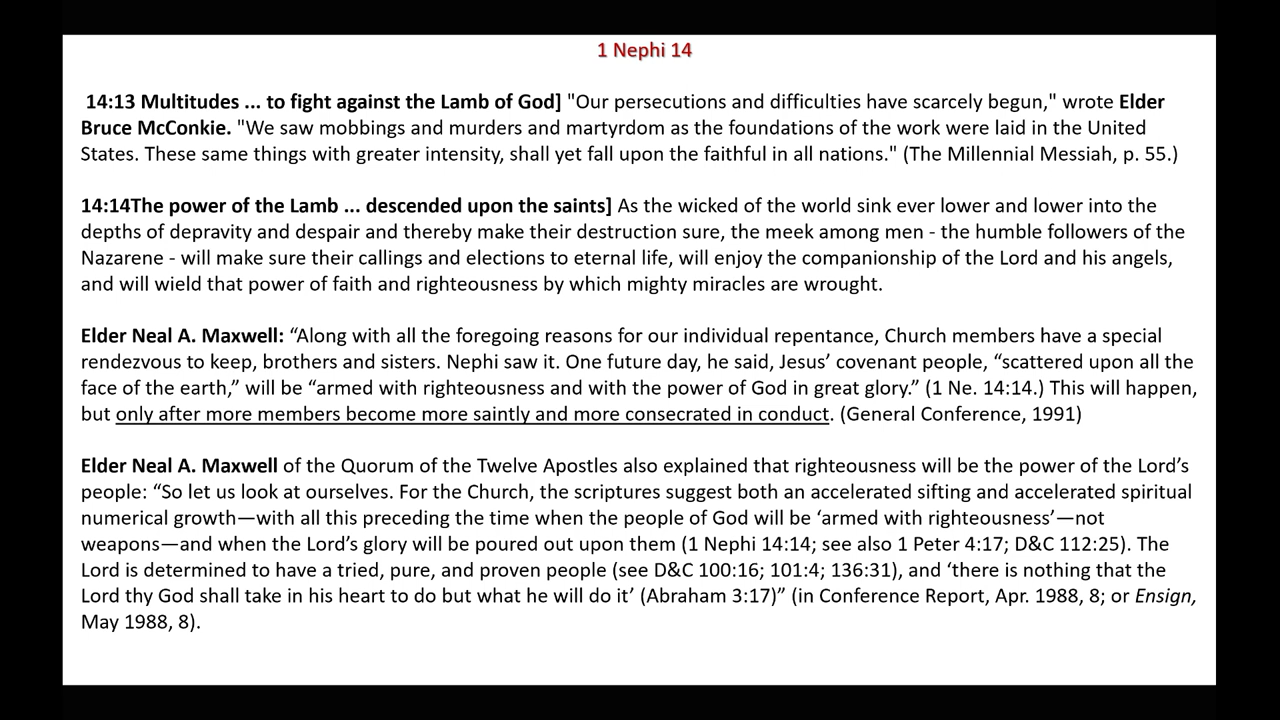 1 Nephi 14
14:13 Multitudes ... to fight against the Lamb of God] "Our persecutions and difficulties have scarcely begun," wrote Elder
Bruce McConkie. "We saw mobbings and murders and martyrdom as the foundations of the work were laid in the United
States. These same things with greater intensity, shall yet fall upon the faithful in all nations." (The Millennial Messiah, p. 55.)
14:14The power of the Lamb ... descended upon the saints] As the wicked of the world sink ever lower and lower into the
depths of depravity and despair and thereby make their destruction sure, the meek among men - the humble followers of the
Nazarene - will make sure their callings and elections to eternal life, will enjoy the companionship of the Lord and his angels,
and will wield that power of faith and righteousness by which mighty miracles are wrought.
Elder Neal A. Maxwell: “Along with all the foregoing reasons for our individual repentance, Church members have a special
rendezvous to keep, brothers and sisters. Nephi saw it. One future day, he said, Jesus’ covenant people, “scattered upon all the
face of the earth,” will be “armed with righteousness and with the power of God in great glory.” (1 Ne. 14:14.) This will happen,
but only after more members become more saintly and more consecrated in conduct. (General Conference, 1991)
Elder Neal A. Maxwell of the Quorum of the Twelve Apostles also explained that righteousness will be the power of the Lord’s
people: “So let us look at ourselves. For the Church, the scriptures suggest both an accelerated sifting and accelerated spiritual
numerical growth—with all this preceding the time when the people of God will be ‘armed with righteousness’—not
weapons—and when the Lord’s glory will be poured out upon them (1 Nephi 14:14; see also 1 Peter 4:17; D&C 112:25). The
Lord is determined to have a tried, pure, and proven people (see D&C 100:16; 101:4; 136:31), and ‘there is nothing that the
Lord thy God shall take in his heart to do but what he will do it’ (Abraham 3:17)” (in Conference Report, Apr. 1988, 8; or Ensign,
May 1988, 8).